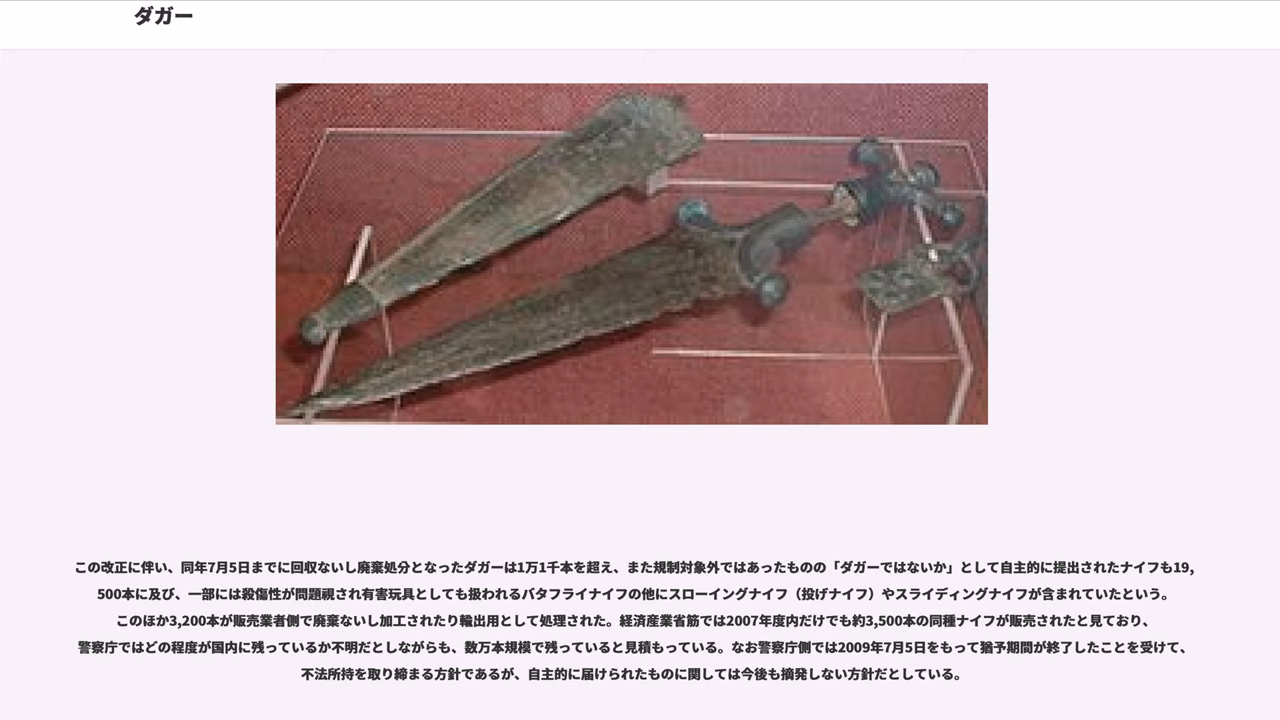 ダガー
この改正に伴い、同年7月5日までに回収ないし廃棄処分となったダガーは1万1千本を超え、また規制対象外ではあったものの「ダガーではないか」として自主的に提出されたナイフも19,
500本に及び、一部には殺傷性が問題視され有害玩具としても扱われるバタフライナイフの他にスローイングナイフ（投げナイフ）やスライディングナイフが含まれていたという。
このほか3,200本が販売業者側で廃棄ないし加工されたり輸出用として処理された。経済産業省筋では2007年度内だけでも約3,500本の同種ナイフが販売されたと見ており、
警察庁ではどの程度が国内に残っているか不明だとしながらも、数万本規模で残っていると見積もっている。なお警察庁側では2009年7月5日をもって猶予期間が終了したことを受けて、
不法所持を取り締まる方針であるが、自主的に届けられたものに関しては今後も摘発しない方針だとしている。